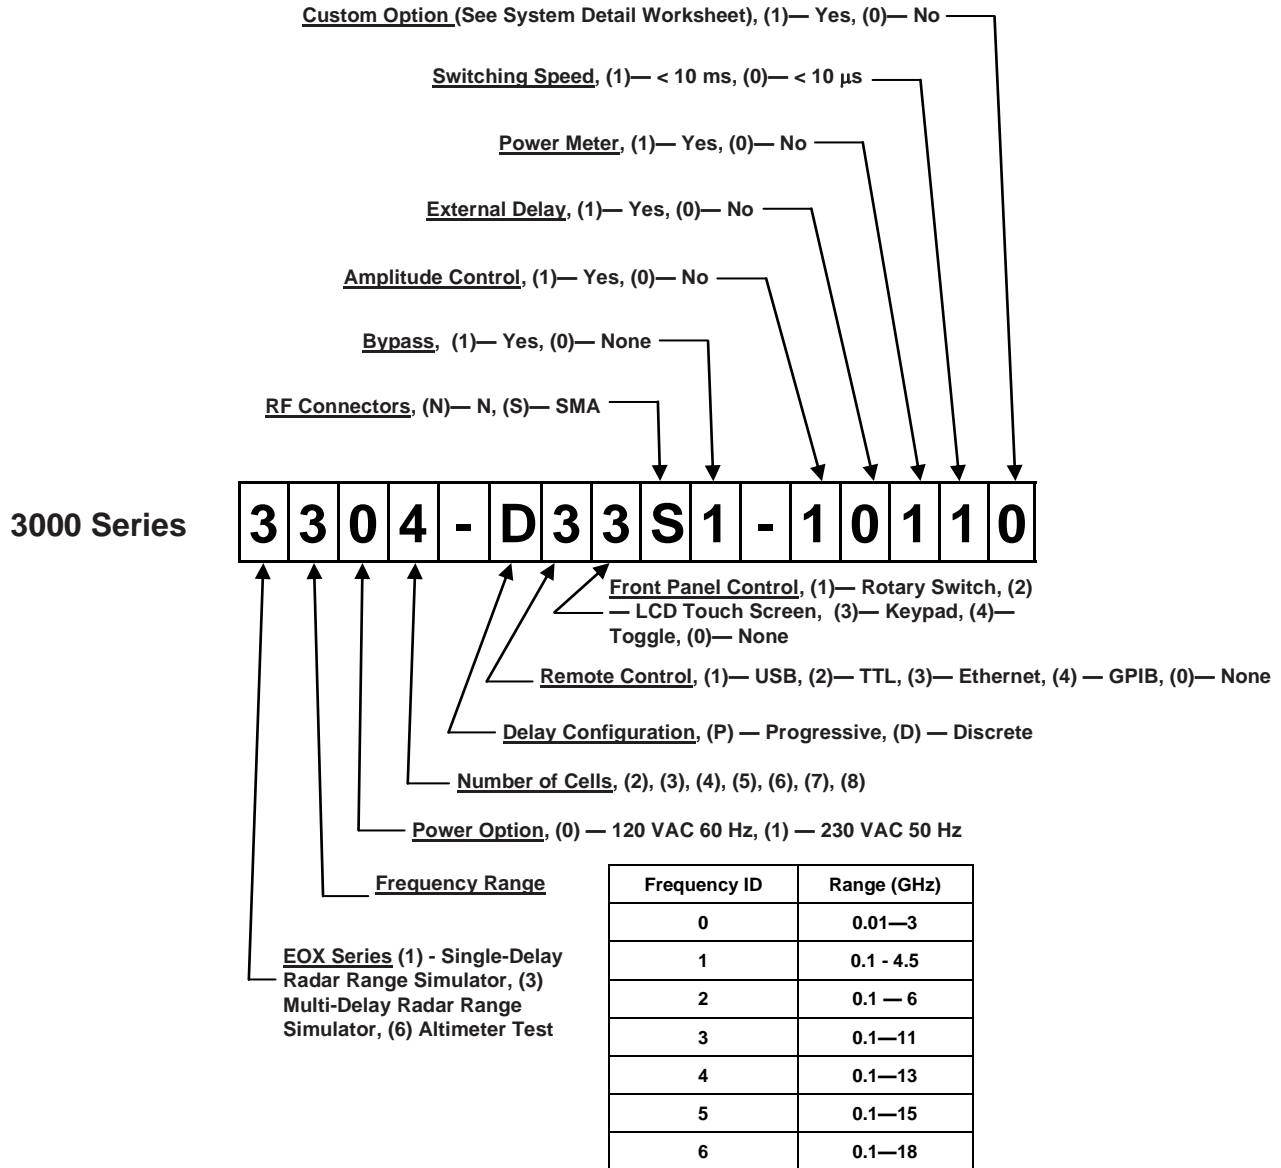 Custom Option (See System Detail Worksheet), (1)— Yes, (0)— No
Switching Speed, (1)— < 10 ms, (0)— < 10 μs
Power Meter, (1)— Yes, (0)— No
External Delay, (1)— Yes, (0)— No
Amplitude Control, (1)— Yes, (0)— No
Bypass, (1)— Yes, (0)— None
RF Connectors, (N)— N, (S)— SMA
3000 Series
3 3 0 4 - D 3 3 S 1 - 1 0 1 1 0
Front Panel Control, (1)— Rotary Switch, (2)
— LCD Touch Screen, (3)— Keypad, (4)—
Toggle, (0)— None
Remote Control, (1)— USB, (2)— TTL, (3)— Ethernet, (4) — GPIB, (0)— None
Delay Configuration, (P) — Progressive, (D) — Discrete
Number of Cells, (2), (3), (4), (5), (6), (7), (8)
Power Option, (0) — 120 VAC 60 Hz, (1) — 230 VAC 50 Hz
Frequency Range
EOX Series (1) - Single-Delay
Radar Range Simulator, (3)
Multi-Delay Radar Range
Simulator, (6) Altimeter Test
Frequency ID Range (GHz)
0 0.01—3
1 0.1 - 4.5
2 0.1 — 6
3 0.1—11
4 0.1—13
5 0.1—15
6 0.1—18